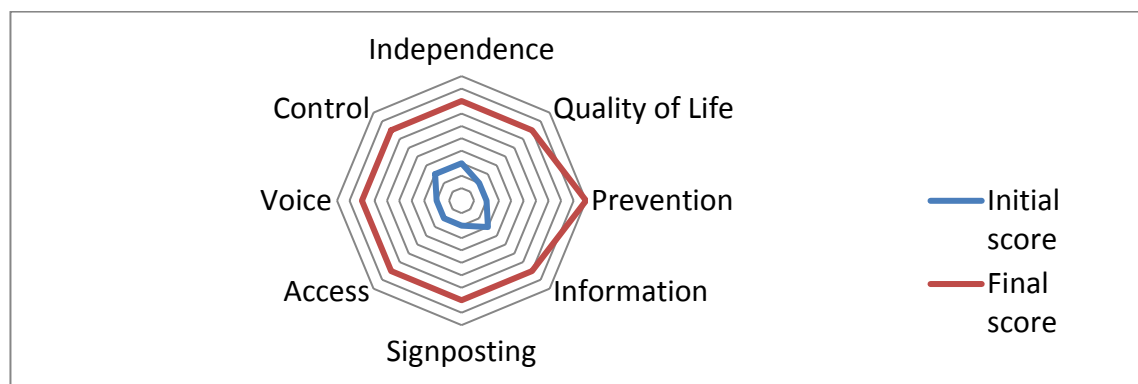 Independence
Control
Quality of Life
Voice
Prevention
Access
Information
Signposting
Initial
score
Final
score